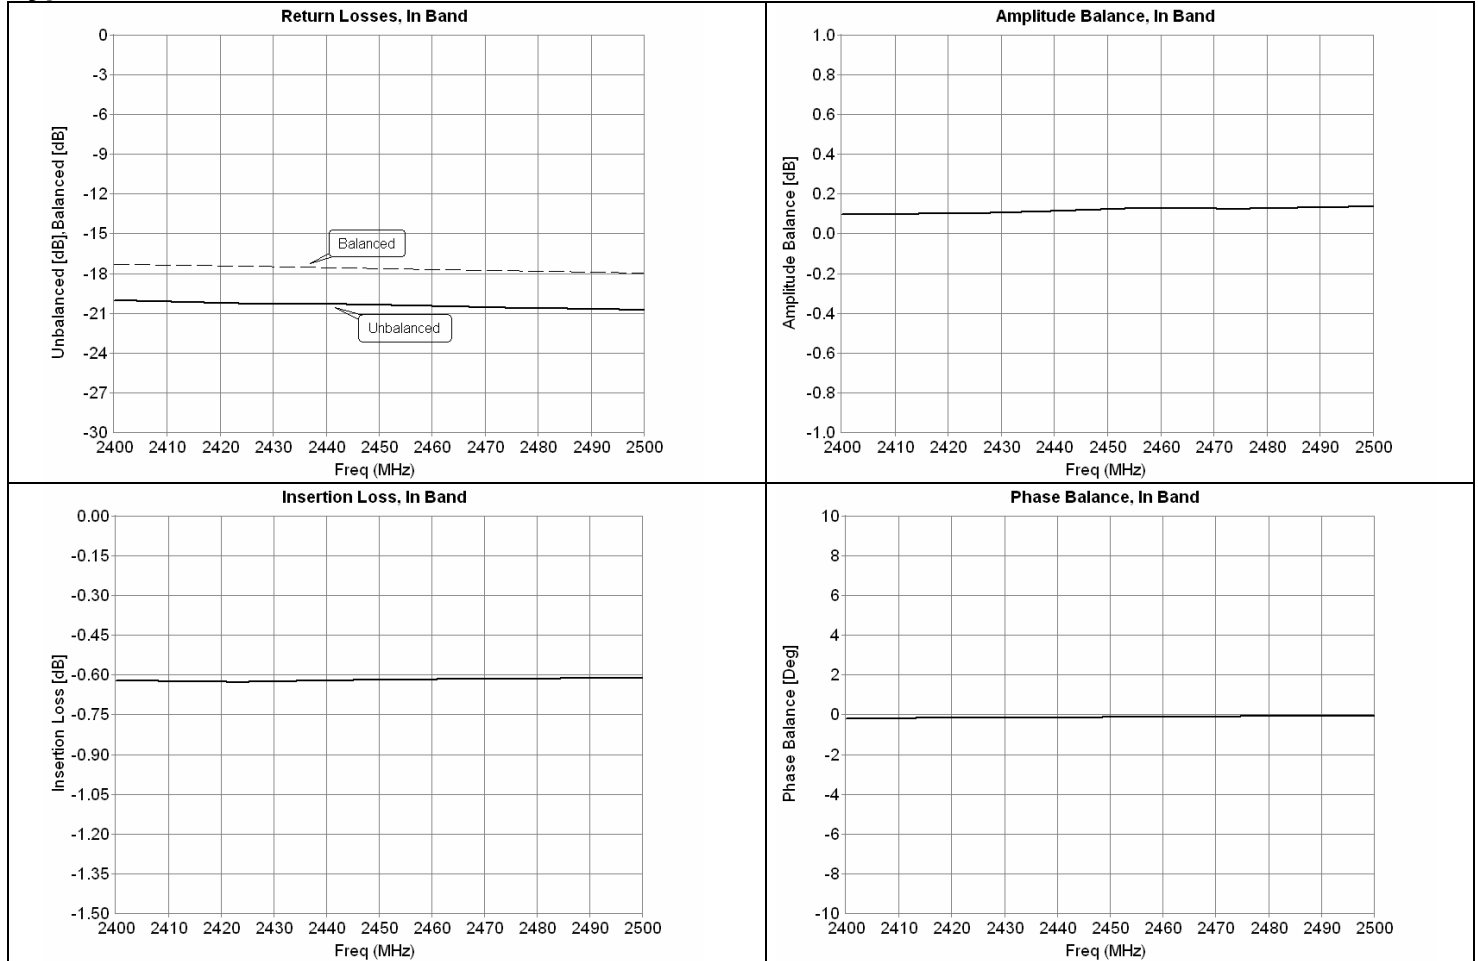 Return Losses, In Band
Unbalanced [dB],Balanced [dB]
0
-3
-6
-9
-12
-15
-18
-21
-24
-27
-30
Balanced
Unbalanced
2400 2410 2420 2430 2440 2450 2460 2470 2480 2490 2500
Freq (MHz)
Amplitude Balance, In Band
Amplitude Balance [dB]
1.0
0.8
0.6
0.4
0.2
0.0
-0.2
-0.4
-0.6
-0.8
-1.0
2400 2410 2420 2430 2440 2450 2460 2470 2480 2490 2500
Freq (MHz)
Insertion Loss, In Band
Insertion Loss [dB]
0.00
-0.15
-0.30
-0.45
-0.60
-0.75
-0.90
-1.05
-1.20
-1.35
-1.50
2400 2410 2420 2430 2440 2450 2460 2470 2480 2490 2500
Freq (MHz)
Phase Balance, In Band
Phase Balance [Deg]
10
8
6
4
2
0
-2
-4
-6
-8
-10
2400 2410 2420 2430 2440 2450 2460 2470 2480 2490 2500
Freq (MHz)